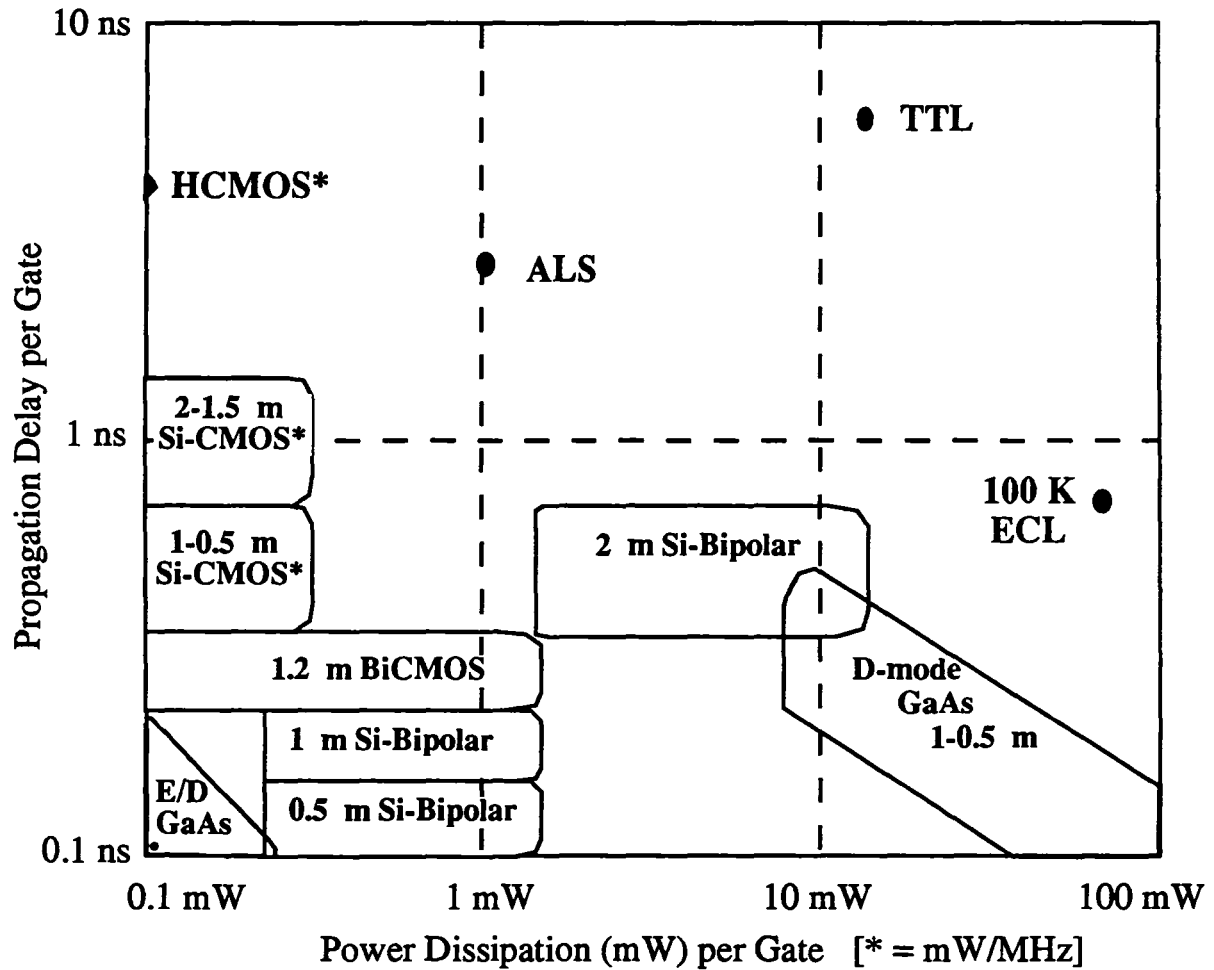 10 ns
TTL
HCMOS*
ALS
Propagation Delay per Gate
2-1.5 m
Si-CMOS*
1 ns
100 K
ECL
1-0.5 m
Si-CMOS*
2 m Si-Bipolar
1.2 m BiCMOS
D-mode
GaAs
1-0.5 m
1 m Si-Bipolar
E/D
GaAs
0.5 m Si-Bipolar
0.1 ns
0.1 mW
1 mW
10 mW
100 mW
Power Dissipation (mW) per Gate [* = mW/MHz]